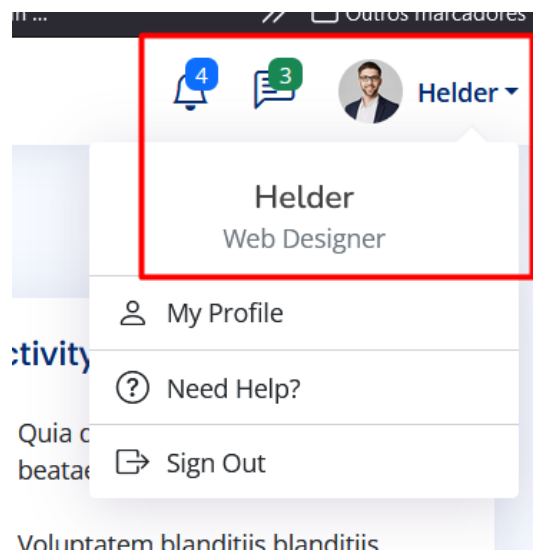 ...
Outros marcadores
4
3
Helder
Helder
Web Designer
My Profile
ctivity
Need Help?
Quia
beatae
Sign Out
Voluptatem blanditiis blanditiis